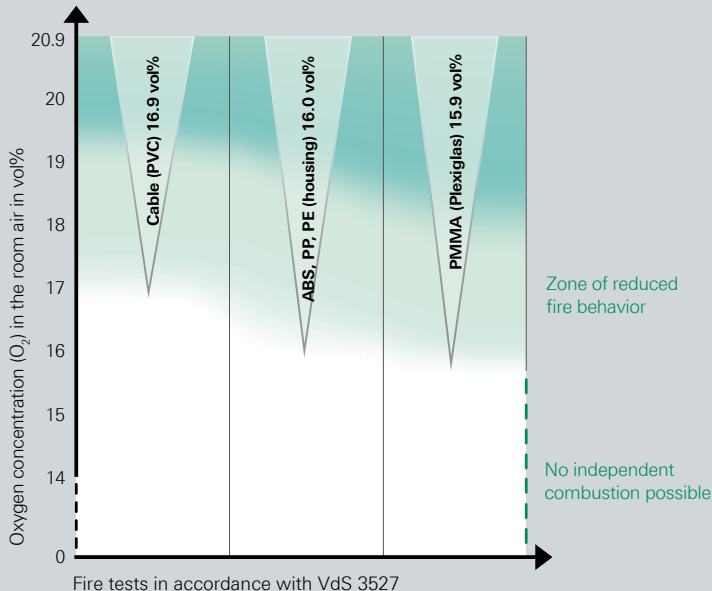 Oxygen concentration (O₂) in the room air in vol%
20.9
20
19
18
17
16
15
14
0
Cable (PVC) 16.9 vol%
ABS, PP, PE (housing) 16.0 vol%
PMMA (Plexiglas) 15.9 vol%
Zone of reduced
fire behavior
No independent
combustion possible
Fire tests in accordance with VdS 3527